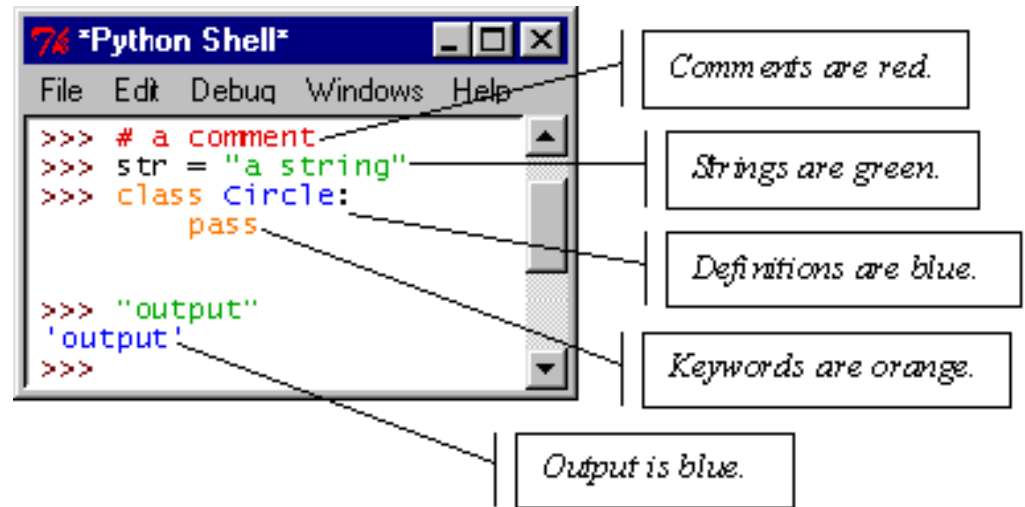 *Python Shell*
File Edit Debug Windows Help
>>> # a comment
>>> str = "a string"
>>> class Circle:
        pass
>>> "output"
'output'
>>>
Comments are red.
Strings are green.
Definitions are blue.
Keywords are orange.
Output is blue.